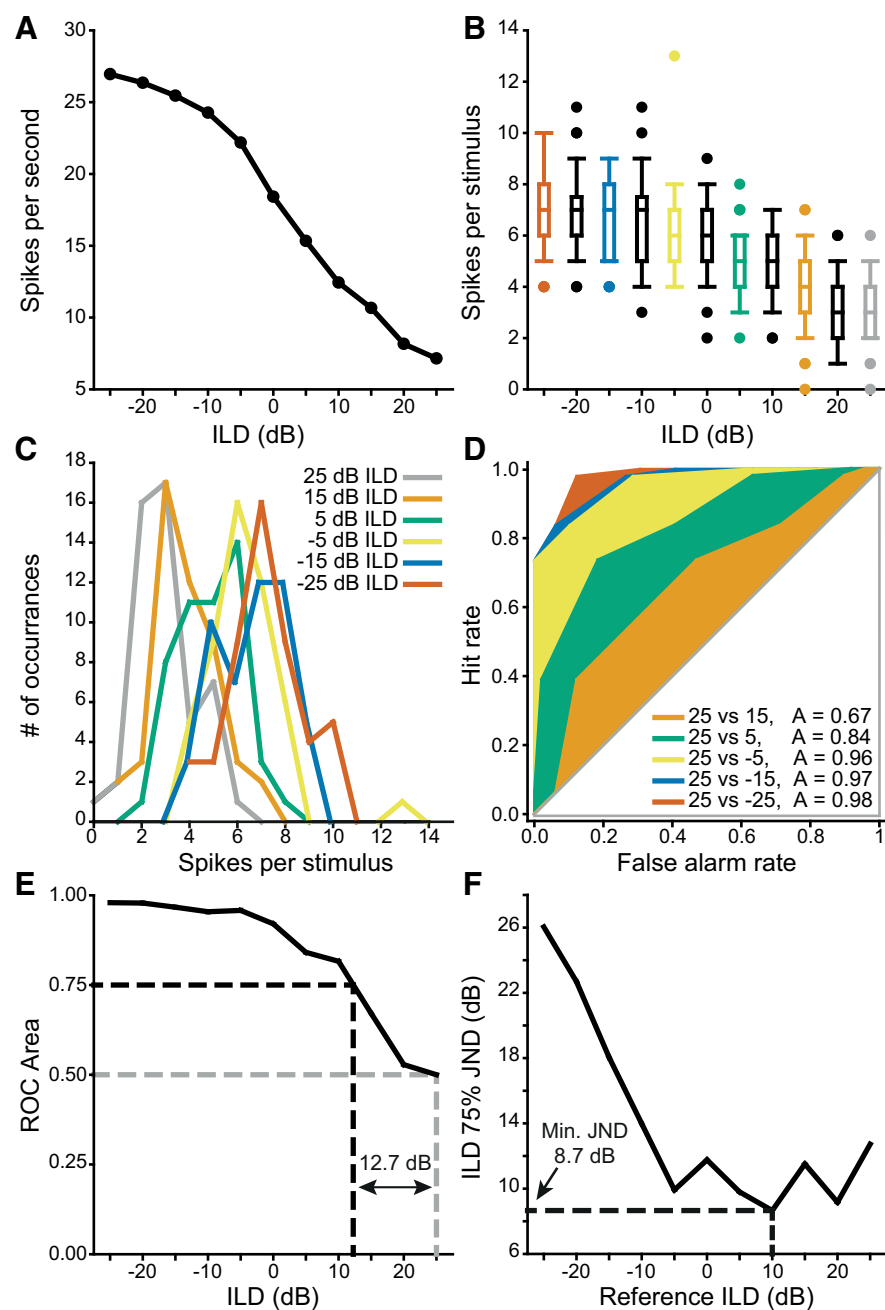 A
Spikes per second
30
25
20
15
10
5
-20 -10 0 10 20
ILD (dB)
B
Spikes per stimulus
14
12
10
8
6
4
2
0
-20 -10 0 10 20
ILD (dB)
C
# of occurrances
18
16
14
12
10
8
6
4
2
0
0 2 4 6 8 10 12 14
Spikes per stimulus
25 dB ILD
15 dB ILD
5 dB ILD
-5 dB ILD
-15 dB ILD
-25 dB ILD
D
Hit rate
1.0
0.8
0.6
0.4
0.2
0.0
0.0 0.2 0.4 0.6 0.8 1
False alarm rate
25 vs 15, A = 0.67
25 vs 5, A = 0.84
25 vs -5, A = 0.96
25 vs -15, A = 0.97
25 vs -25, A = 0.98
E
ROC Area
1.00
0.75
0.50
0.25
0.00
12.7 dB
-20 -10 0 10 20
ILD (dB)
F
ILD 75% JND (dB)
26
22
18
14
10
6
Min. JND
8.7 dB
-20 -10 0 10 20
Reference ILD (dB)